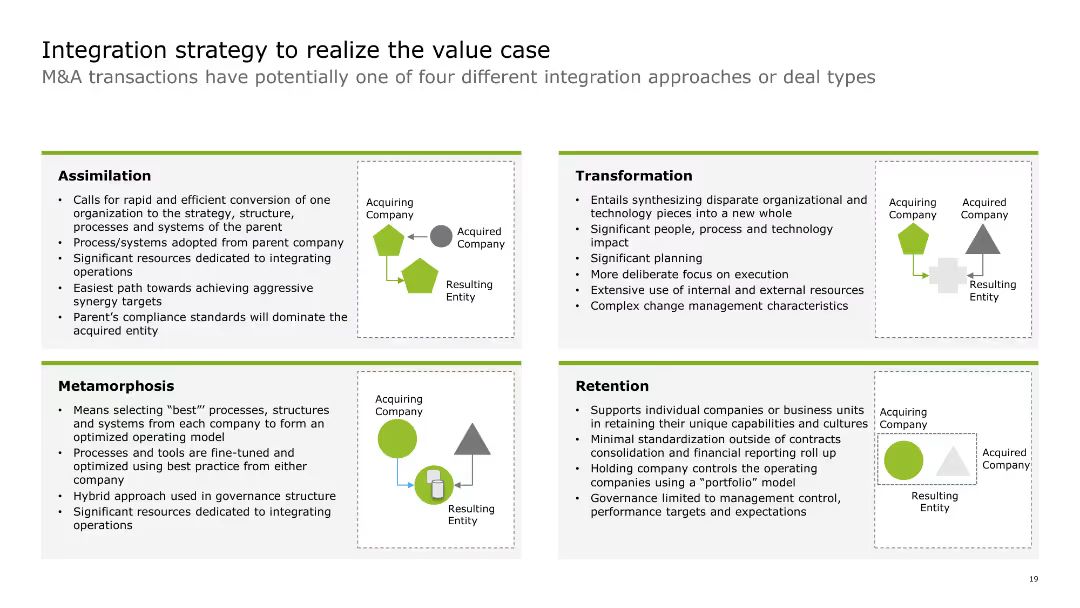 Integration strategy to realize the value case
M&A transactions have potentially one of four different integration approaches or deal types
Assimilation
• Calls for rapid and efficient conversion of one
organization to the strategy, structure,
processes and systems of the parent
• Process/systems adopted from parent company
• Significant resources dedicated to integrating
operations
• Easiest path towards achieving aggressive
synergy targets
• Parent's compliance standards will dominate the
acquired entity
Acquiring
Company
Acquired
Company
Resulting
Entity
Transformation
• Entails synthesizing disparate organizational and
technology pieces into a new whole
• Significant people, process and technology
impact
• Significant planning
• More deliberate focus on execution
• Extensive use of internal and external resources
• Complex change management characteristics
Acquiring
Company
Acquired
Company
Resulting
Entity
Metamorphosis
• Means selecting “best”’ processes, structures
and systems from each company to form an
optimized operating model
• Processes and tools are fine-tuned and
optimized using best practice from either
company
• Hybrid approach used in governance structure
• Significant resources dedicated to integrating
operations
Acquiring
Company
Resulting
Entity
Retention
• Supports individual companies or business units
in retaining their unique capabilities and cultures
• Minimal standardization outside of contracts
consolidation and financial reporting roll up
• Holding company controls the operating
companies using a “portfolio” model
• Governance limited to management control,
performance targets and expectations
Acquiring
Company
Acquired
Company
Resulting
Entity
19